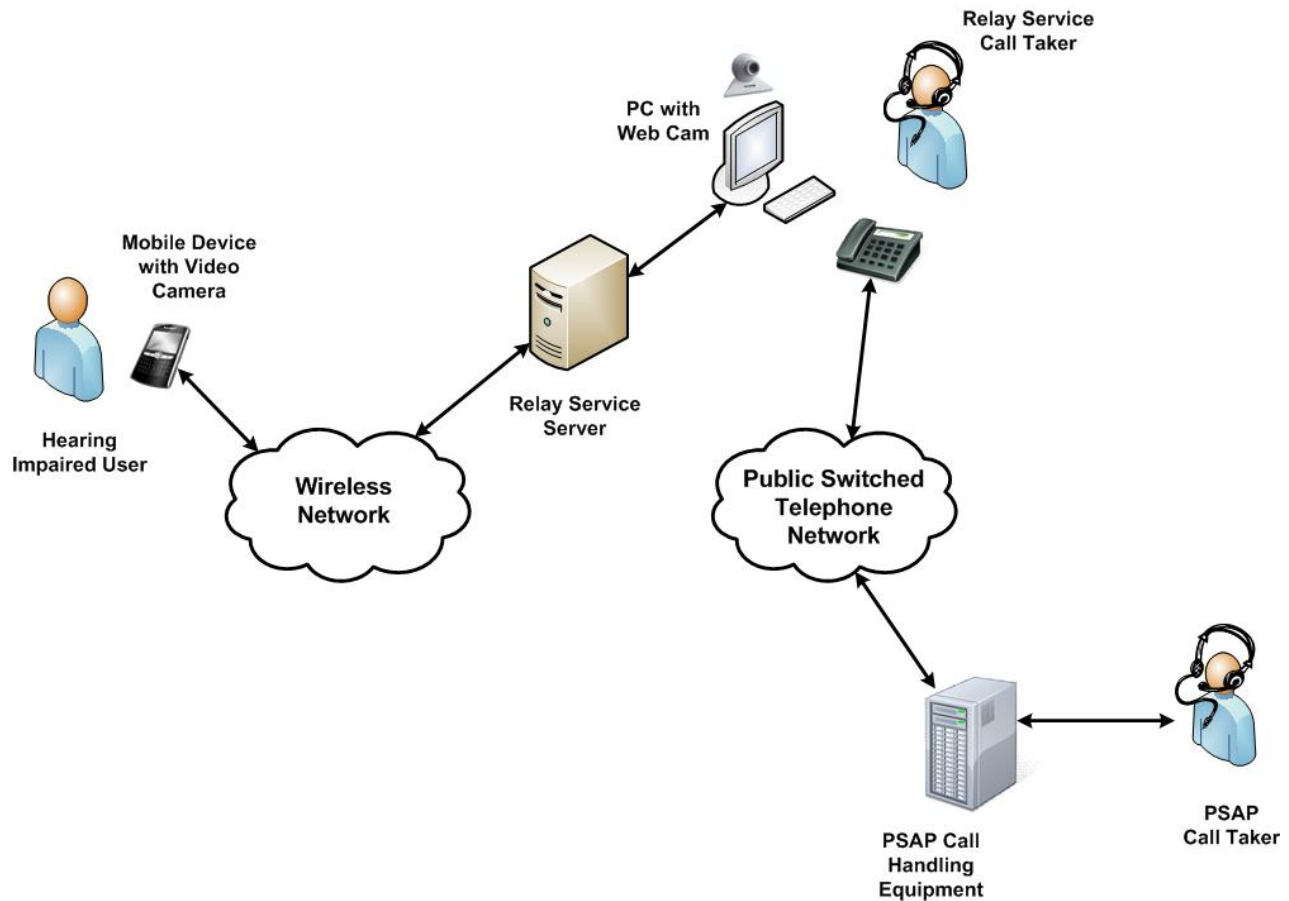 Relay Service
Call Taker
PC with
Web Cam
Mobile Device
with Video
Camera
Hearing
Impaired User
Relay Service
Server
Wireless
Network
Public Switched
Telephone
Network
PSAP Call
Handling
Equipment
PSAP
Call Taker